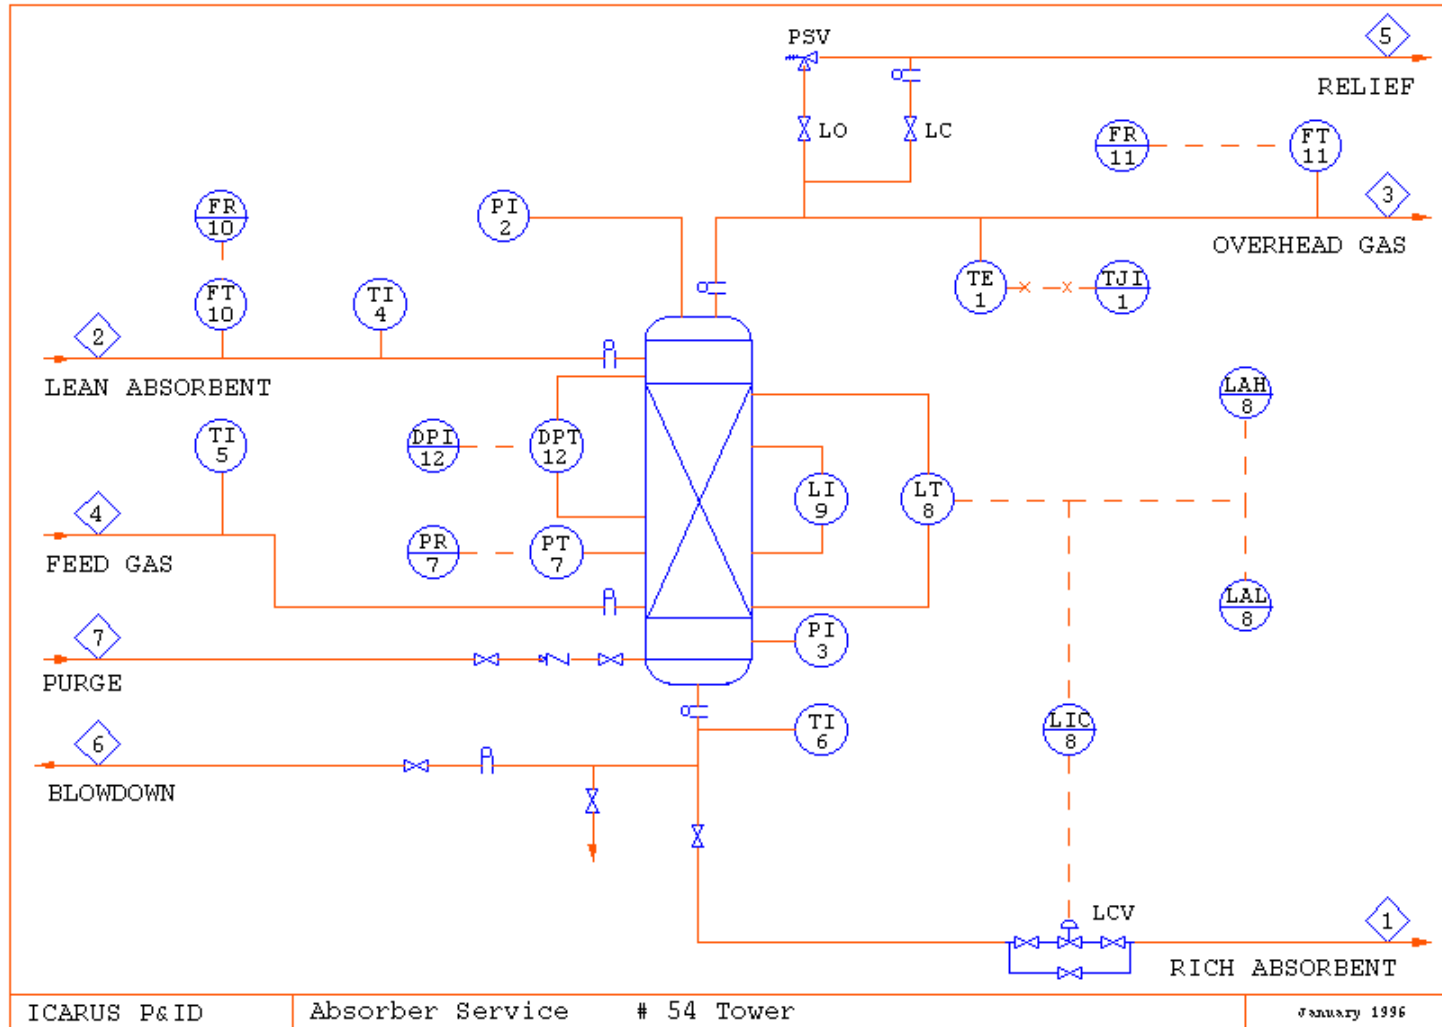 PSV
5
RELIEF
LO
LC
FR
11
FT
11
3
OVERHEAD GAS
FR
10
PI
2
TE
1
TJI
1
FT
10
TI
4
2
LEAN ABSORBENT
LAH
8
TI
5
DPI
12
DPT
12
LI
9
LT
8
4
FEED GAS
PR
7
PT
7
LAL
8
PI
3
7
PURGE
TI
6
LIC
8
6
BLOWDOWN
LCV
1
RICH ABSORBENT
ICARUS P&ID
Absorber Service # 54 Tower
January 1996